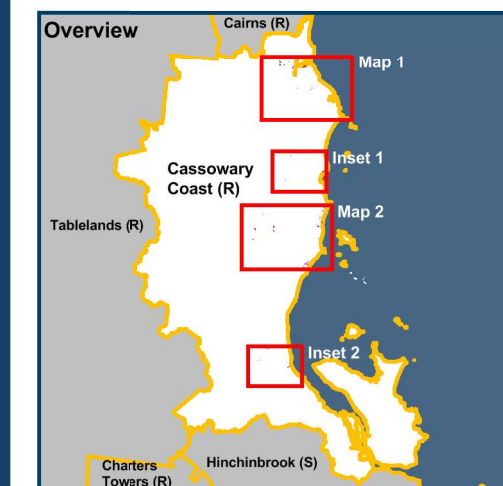 Overview
Cairns (R)
Map 1
Inset 1
Cassowary
Coast (R)
Map 2
Tablelands (R)
Inset 2
Hinchinbrook (S)
Charters
Towers (R)